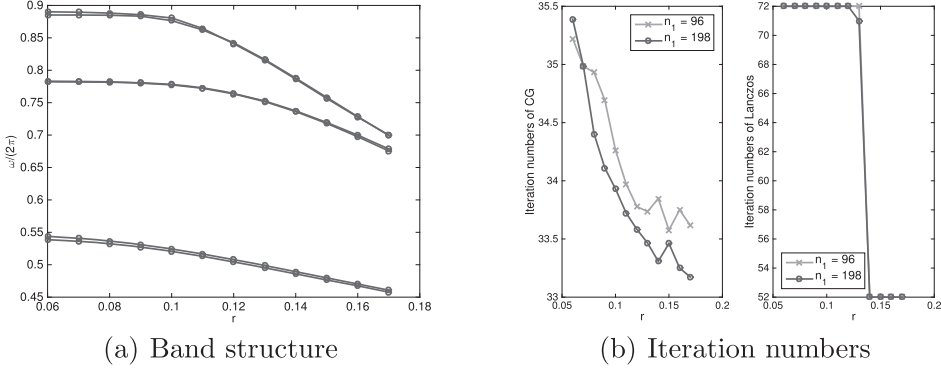 0.9
0.85
0.8
0.75
0.7
0.65
0.6
0.55
0.5
0.45
ω/(2π)
0.06 0.08 0.1 0.12 0.14 0.16 0.18
r
(a) Band structure
35.5
35
34.5
34
33.5
33
Iteration numbers of CG
n1 = 96
n1 = 198
0.05 0.1 0.15 0.2
r
72
70
68
66
64
62
60
58
56
54
52
Iteration numbers of Lanczos
n1 = 96
n1 = 198
0.05 0.1 0.15 0.2
r
(b) Iteration numbers